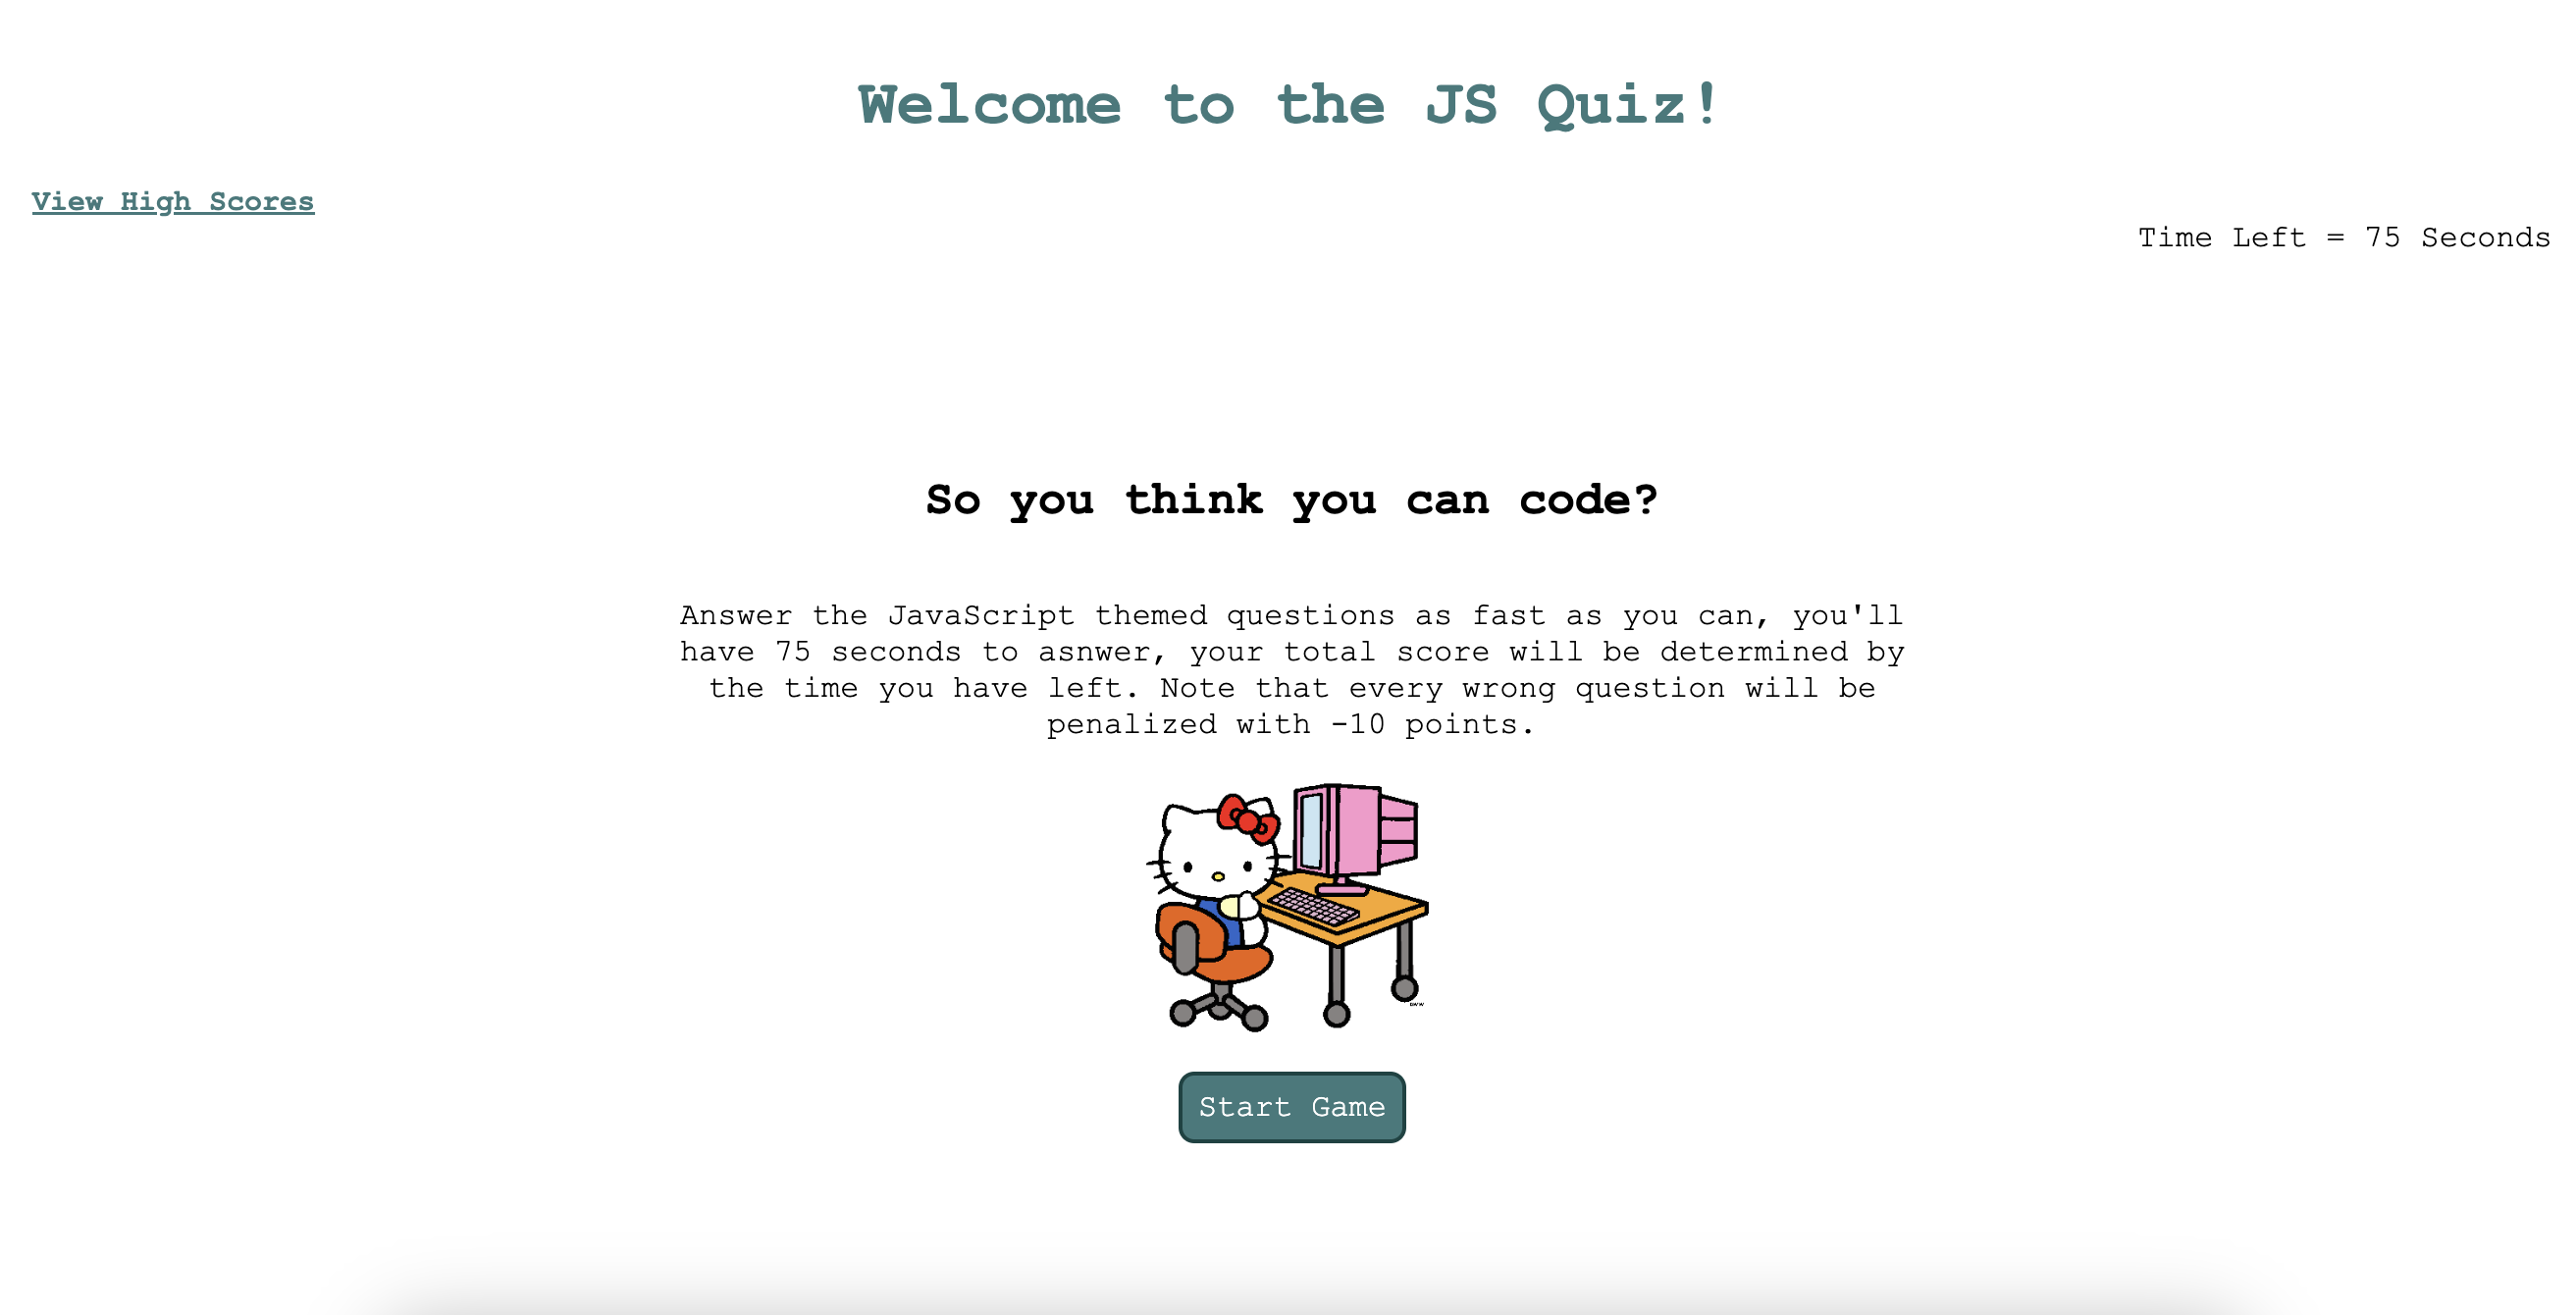 Welcome to the JS Quiz!
View High Scores
Time Left = 75 Seconds
So you think you can code?
Answer the JavaScript themed questions as fast as you can, you'll
have 75 seconds to asnwer, your total score will be determined by
the time you have left. Note that every wrong question will be
penalized with -10 points.
Start Game